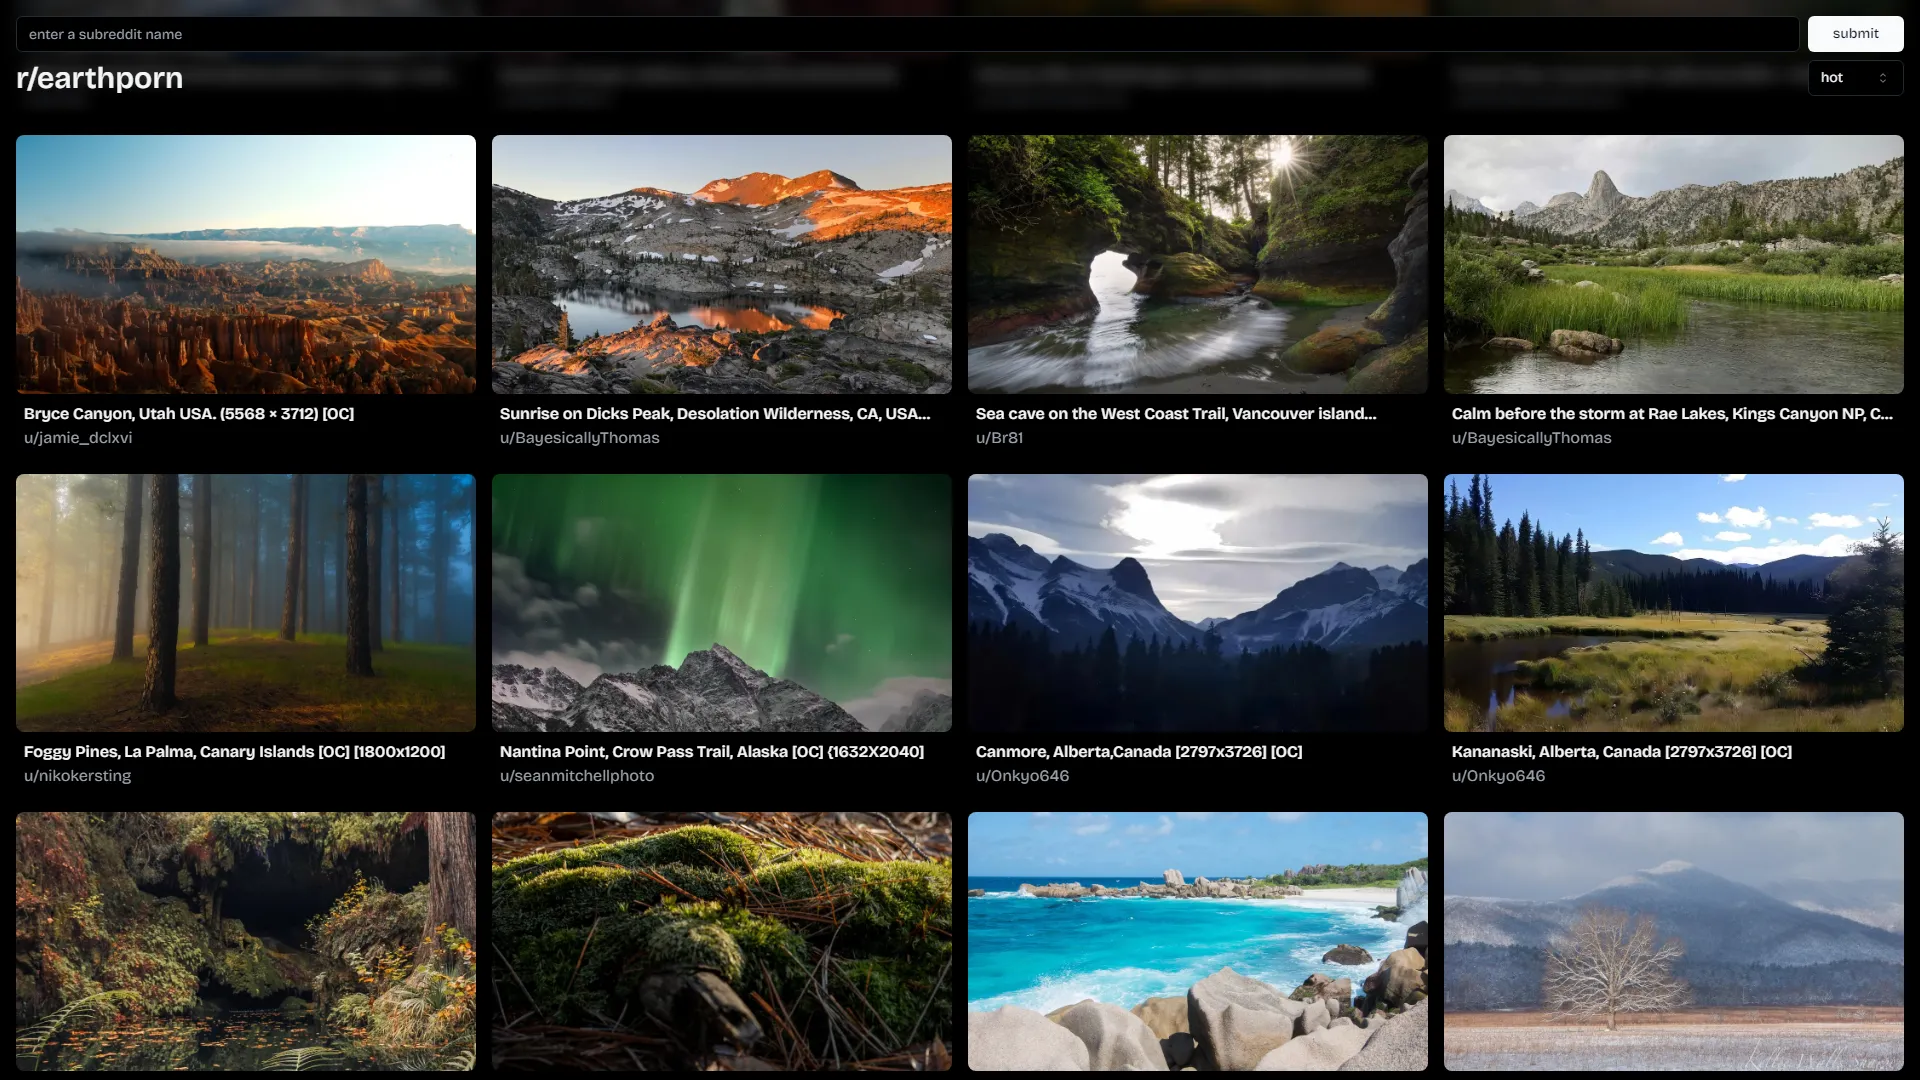 enter a subreddit name
submit
r/earthporn
hot
Bryce Canyon, Utah USA. (5568 × 3712) [OC]
u/jamie_dclxvi
Sunrise on Dicks Peak, Desolation Wilderness, CA, USA...
u/BayesicallyThomas
Sea cave on the West Coast Trail, Vancouver island...
u/Br81
Calm before the storm at Rae Lakes, Kings Canyon NP, C...
u/BayesicallyThomas
Foggy Pines, La Palma, Canary Islands [OC] [1800x1200]
u/nikokersting
Nantina Point, Crow Pass Trail, Alaska [OC] {1632X2040]
u/seanmitchellphoto
Canmore, Alberta,Canada [2797x3726] [OC]
u/Onkyo646
Kananaski, Alberta, Canada [2797x3726] [OC]
u/Onkyo646